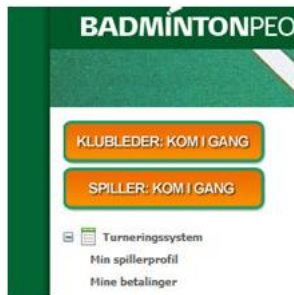 BADMINTONPEO
KLUBLEDER: KOM I GANG
SPILLER: KOM I GANG
Turneringssystem
Min spillerprofil
Mine betalinger